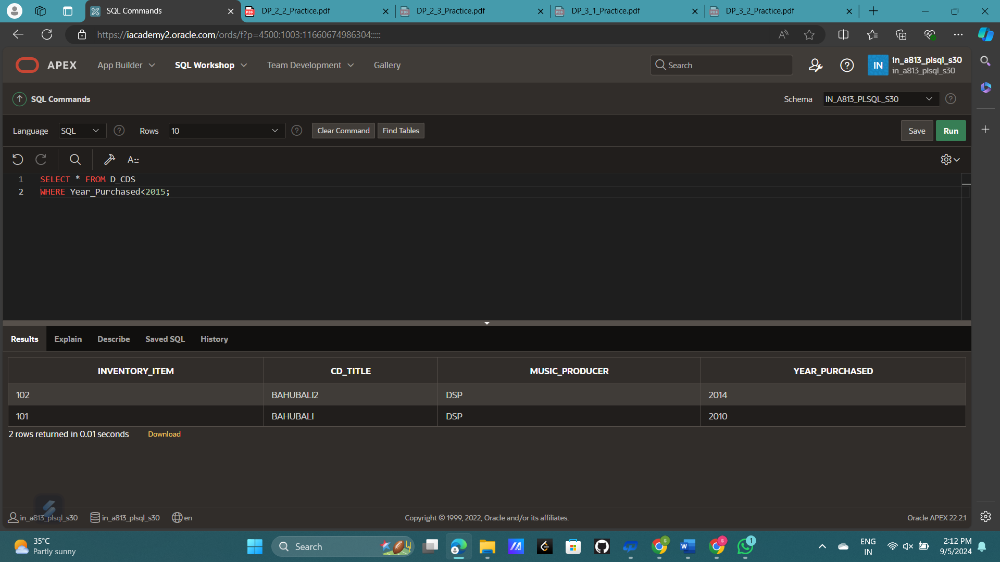 SQL Commands
DP_2_2_Practice.pdf
DP_2_3_Practice.pdf
DP_3_1_Practice.pdf
DP_3_2_Practice.pdf
https://iacademy2.oracle.com/ords/f?p=4500:1003:11660674986304:::::
APEX
App Builder
SQL Workshop
Team Development
Gallery
Search
IN
in_a813_plsql_s30
in_a813_plsql_s30
SQL Commands
Schema
IN_A813_PLSQL_S30
Language
SQL
Rows
10
Clear Command
Find Tables
Save
Run
1 SELECT * FROM D_CDS
2 WHERE Year_Purchased<2015;
Results
Explain
Describe
Saved SQL
History
INVENTORY_ITEM CD_TITLE MUSIC_PRODUCER YEAR_PURCHASED
102 BAHUBALI2 DSP 2014
101 BAHUBALI DSP 2010
2 rows returned in 0.01 seconds
Download
in_a813_plsql_s30
in_a813_plsql_s30
en
Copyright © 1999, 2022, Oracle and/or its affiliates.
Oracle APEX 22.2.1
35°C
Partly sunny
Search
1
ENG
IN
2:12 PM
9/5/2024